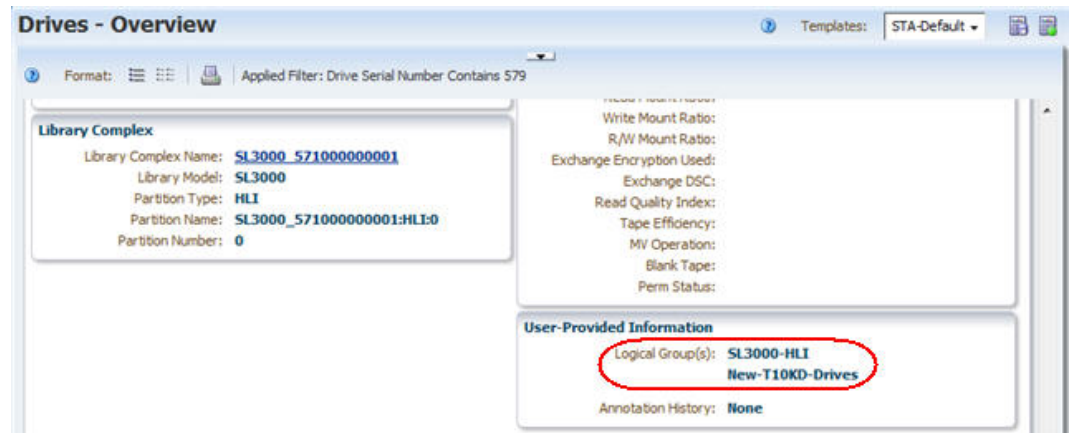 Drives - Overview
Templates: STA-Default
Format: Applied Filter: Drive Serial Number Contains 579
Library Complex
Library Complex Name: SL3000_571000000001
Library Model: SL3000
Partition Type: HLI
Partition Name: SL3000_571000000001:HLI:0
Partition Number: 0
Write Mount Ratio:
R/W Mount Ratio:
Exchange Encryption Used:
Exchange DSC:
Read Quality Index:
Tape Efficiency:
MV Operation:
Blank Tape:
Perm Status:
User-Provided Information
Logical Group(s): SL3000-HLI
New-T10KD-Drives
Annotation History: None